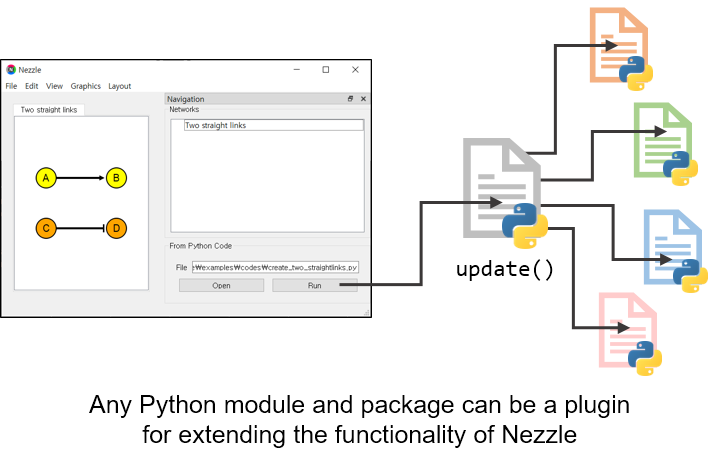 Nezzle
File Edit View Graphics Layout
Two straight links
A B
C D
Navigation
Networks
Two straight links
From Python Code
File :₩examples₩codes₩create_two_straightlinks.py
Open Run
update()
Any Python module and package can be a plugin
for extending the functionality of Nezzle